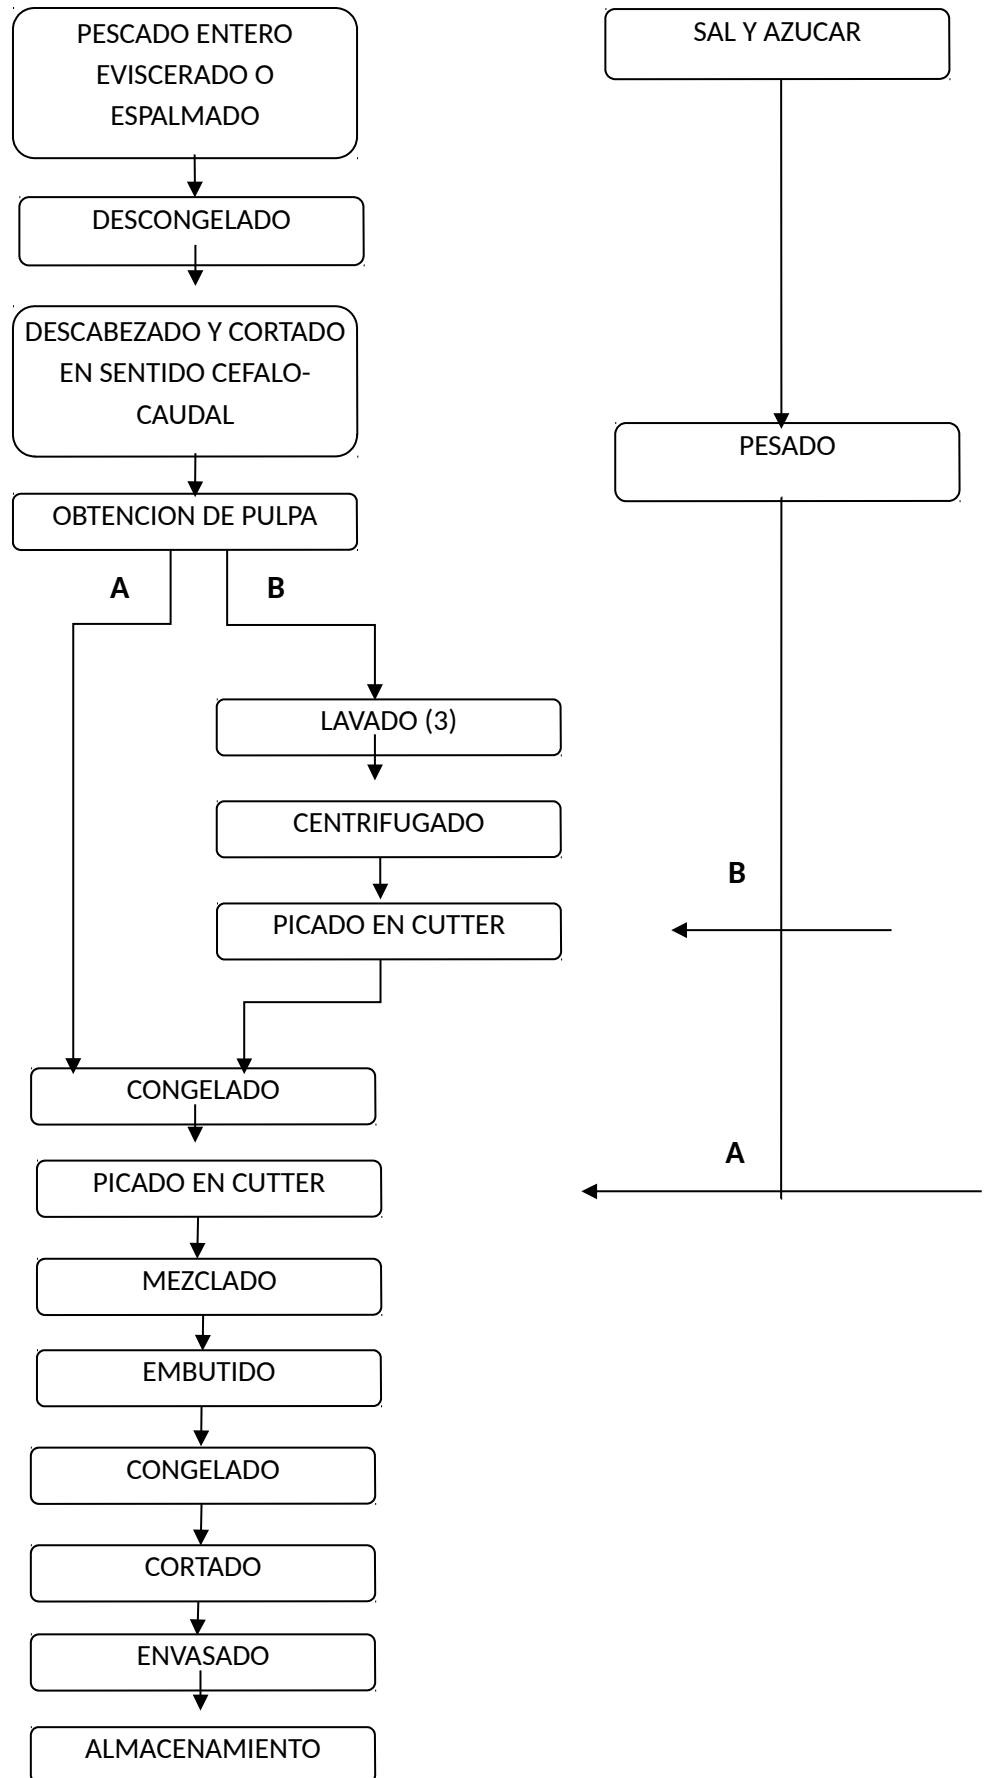 PESCADO ENTERO
EVISCERADO O
ESPALMADO
SAL Y AZUCAR
DESCONGELADO
DESCABEZADO Y CORTADO
EN SENTIDO CEFALO-
CAUDAL
PESADO
OBTENCION DE PULPA
A
B
LAVADO (3)
CENTRIFUGADO
B
PICADO EN CUTTER
CONGELADO
A
PICADO EN CUTTER
MEZCLADO
EMBUTIDO
CONGELADO
CORTADO
ENVASADO
ALMACENAMIENTO